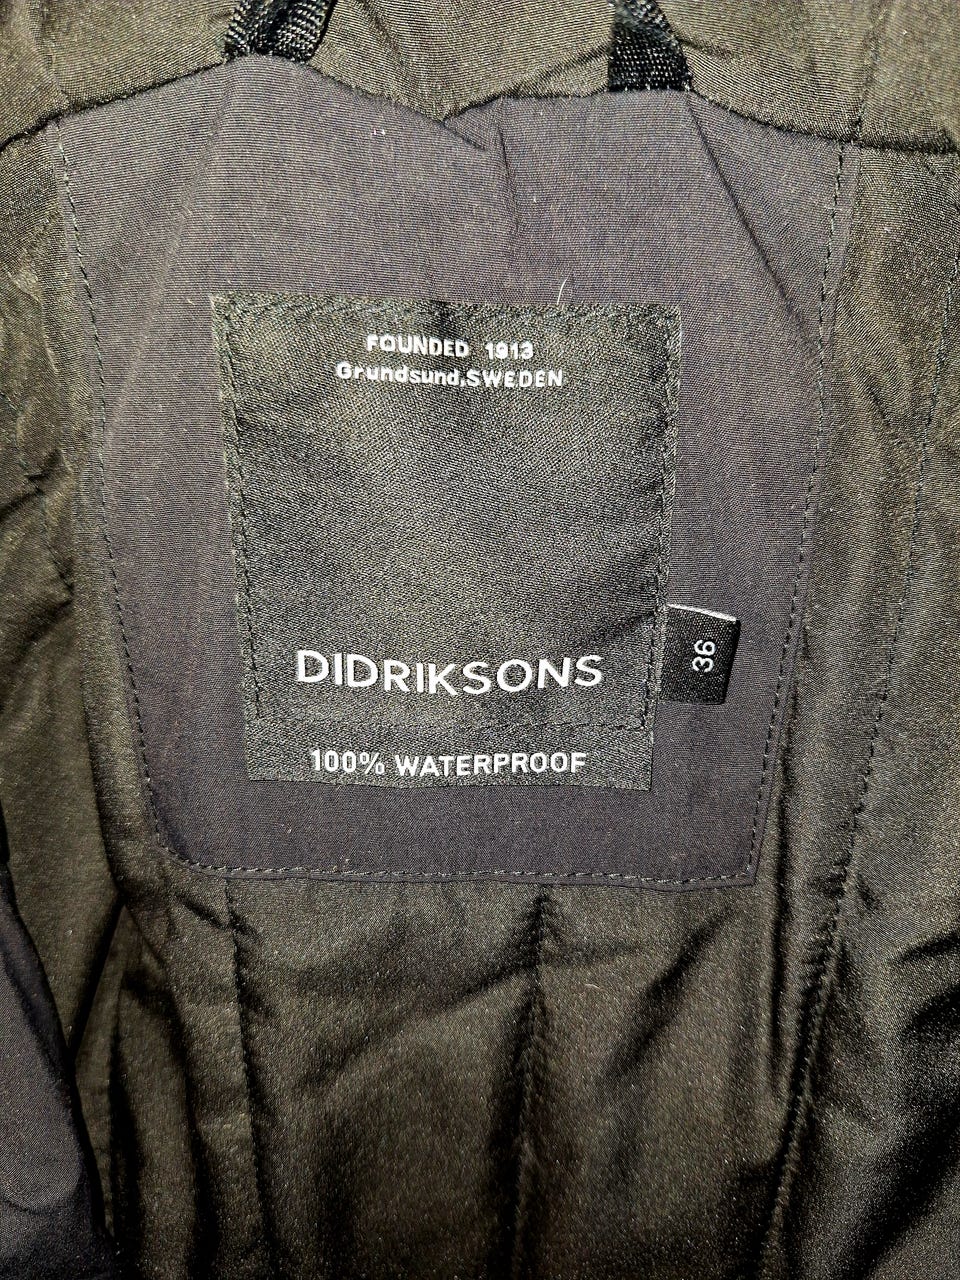 FOUNDED 1913
Grundsund,SWEDEN
DIDRIKSONS
36
100% WATERPROOF